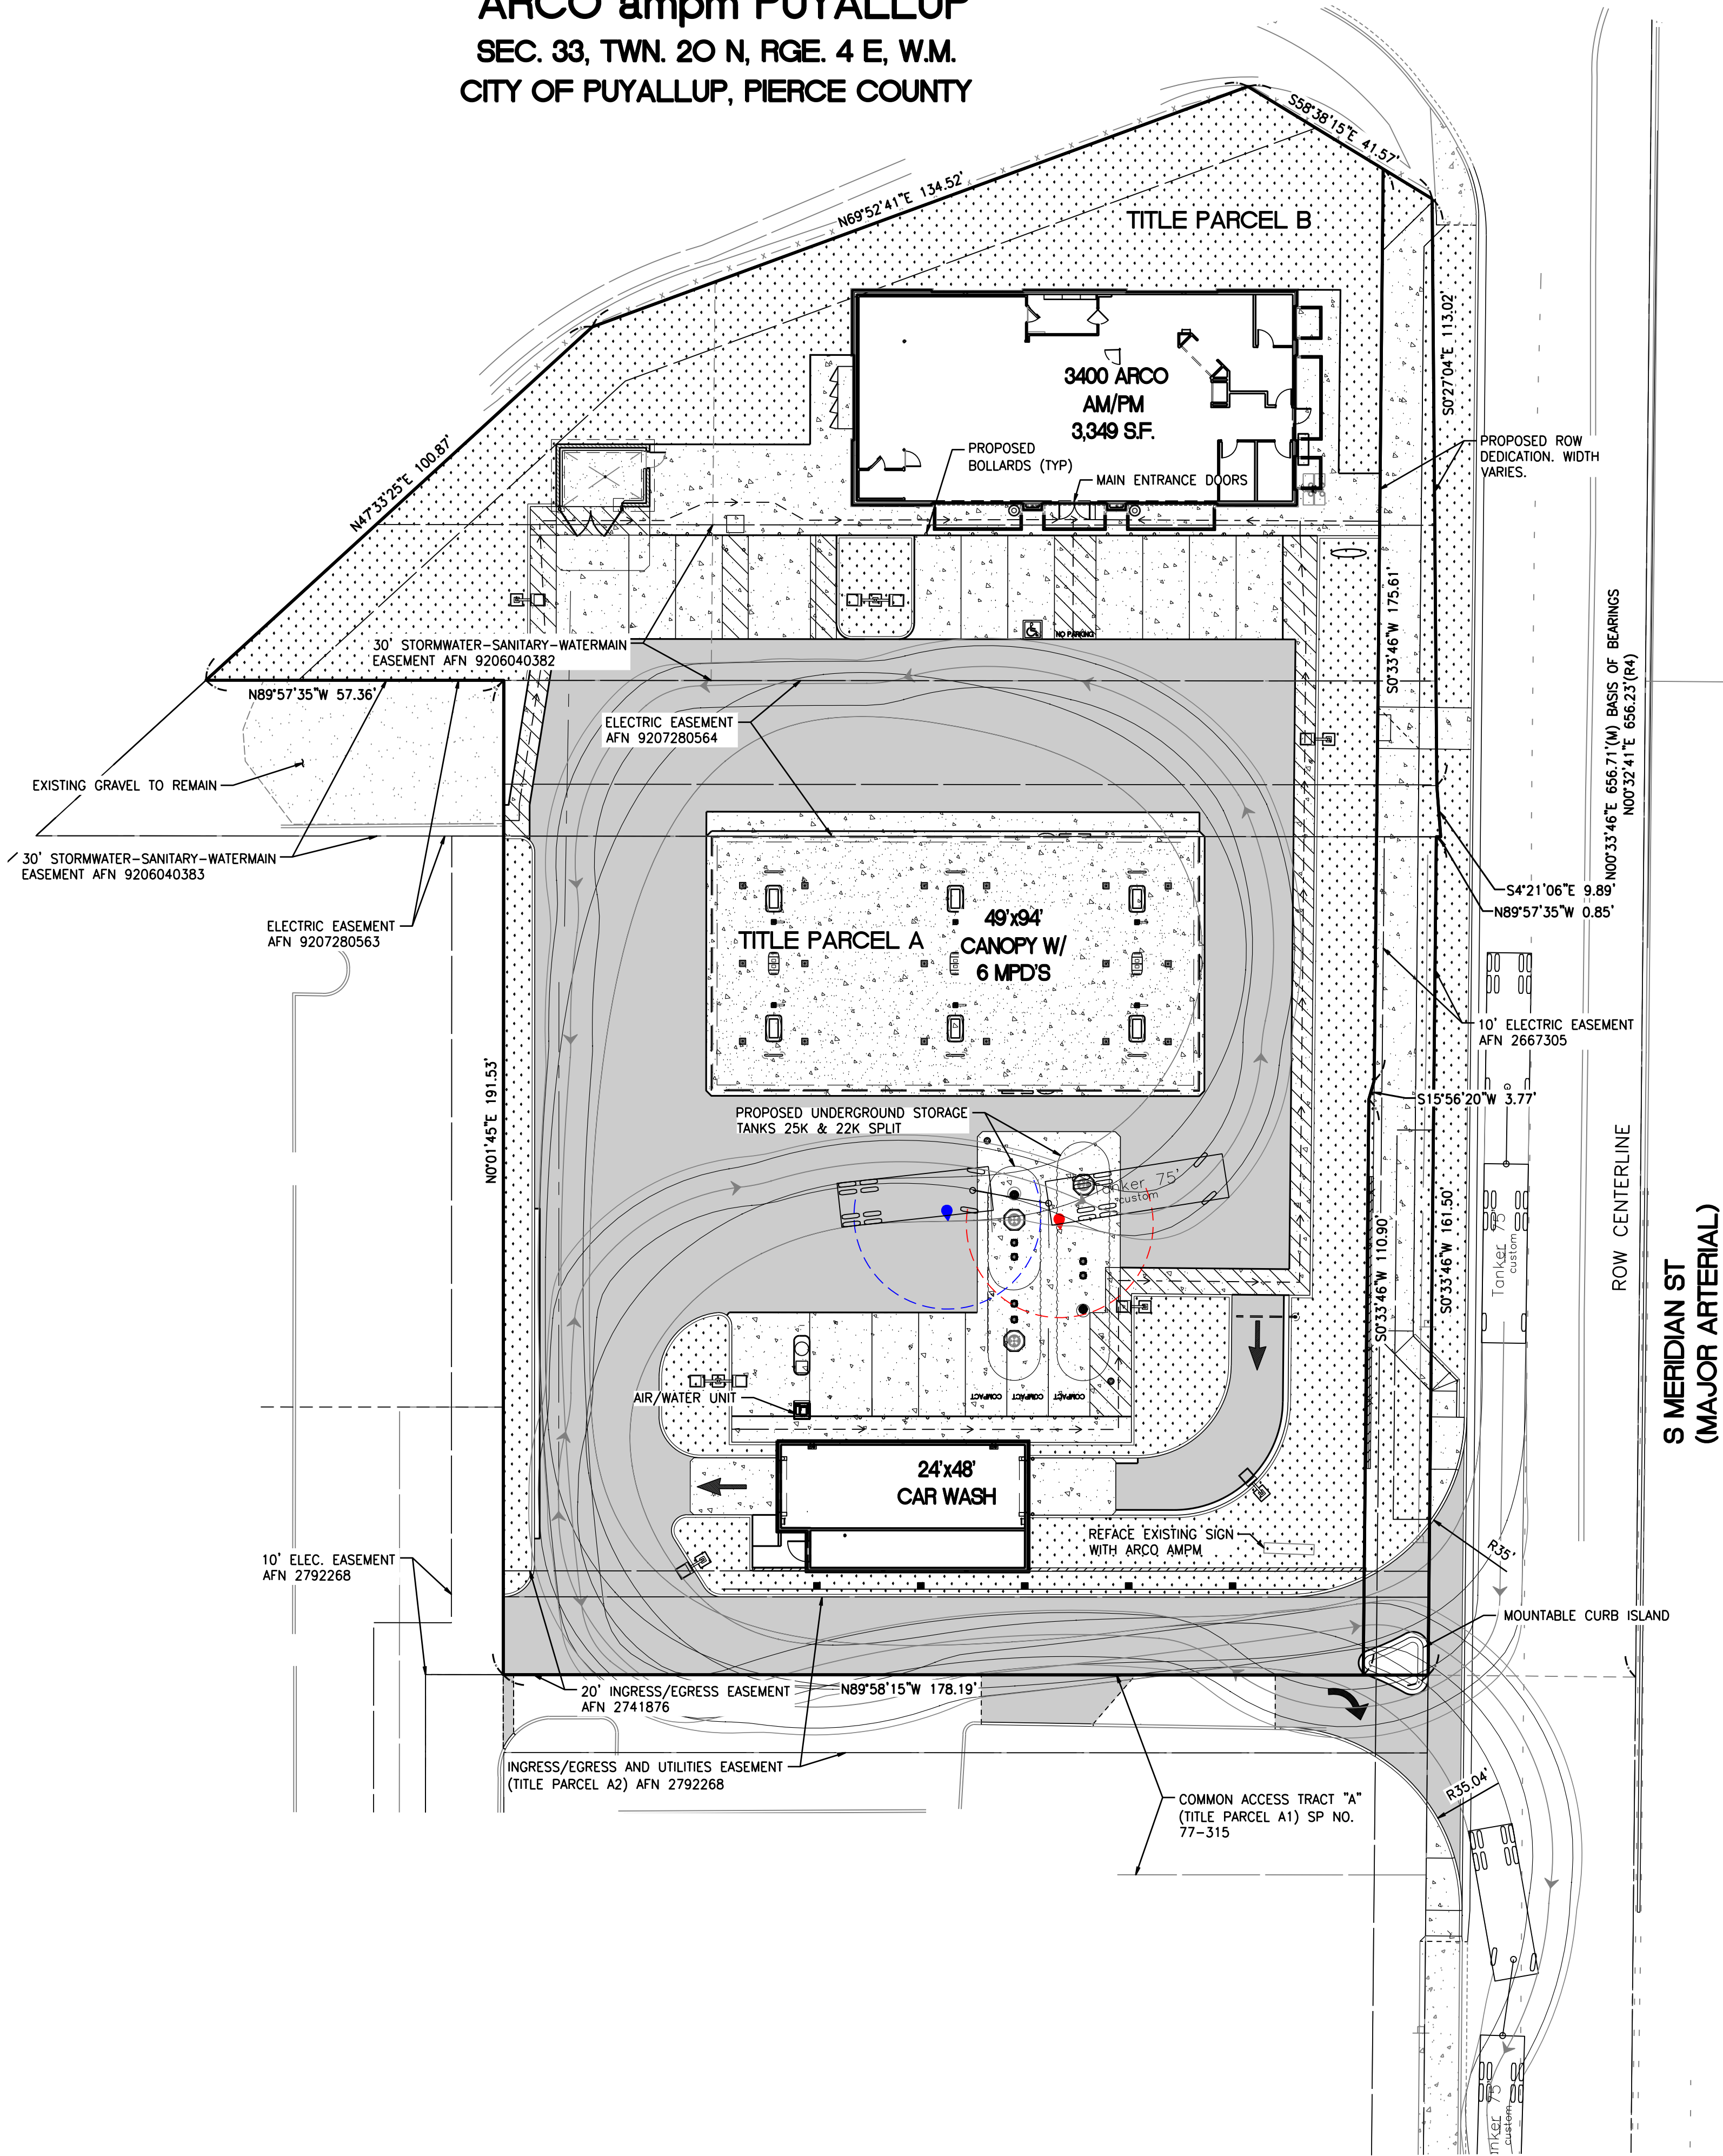 ARCO ampm PUYALLUP
SEC. 33, TWN. 20 N, RGE. 4 E, W.M.
CITY OF PUYALLUP, PIERCE COUNTY
S58°38'15"E 41.57'
N69°52'41"E 134.52'
TITLE PARCEL B
S0°27'04"E 113.02'
3400 ARCO
AM/PM
3,349 S.F.
PROPOSED
BOLLARDS (TYP)
MAIN ENTRANCE DOORS
PROPOSED ROW
DEDICATION. WIDTH
VARIES.
N47°33'25"E 100.87'
S0°33'46"W 175.61'
N00°33'46"E 656.71'(M) BASIS OF BEARINGS
N00°32'41"E 656.23'(R4)
NO PARKING
30' STORMWATER-SANITARY-WATERMAIN
EASEMENT AFN 9206040382
N89°57'35"W 57.36'
ELECTRIC EASEMENT
AFN 9207280564
EXISTING GRAVEL TO REMAIN
30' STORMWATER-SANITARY-WATERMAIN
EASEMENT AFN 9206040383
S4°21'06"E 9.89'
N89°57'35"W 0.85'
ELECTRIC EASEMENT
AFN 9207280563
TITLE PARCEL A
49'x94'
CANOPY W/
6 MPD'S
10' ELECTRIC EASEMENT
AFN 2667305
N0°01'45"E 191.53'
S15°56'20"W 3.77'
PROPOSED UNDERGROUND STORAGE
TANKS 25K & 22K SPLIT
Tanker 75'
custom
S0°33'46"W 110.90'
S0°33'46"W 161.50'
Tanker 75'
custom
ROW CENTERLINE
S MERIDIAN ST
(MAJOR ARTERIAL)
AIR/WATER UNIT
COMPACT
COMPACT
COMPACT
24'x48'
CAR WASH
REFACE EXISTING SIGN
WITH ARCO AMPM
R35'
10' ELEC. EASEMENT
AFN 2792268
MOUNTABLE CURB ISLAND
20' INGRESS/EGRESS EASEMENT
AFN 2741876
N89°58'15"W 178.19'
INGRESS/EGRESS AND UTILITIES EASEMENT
(TITLE PARCEL A2) AFN 2792268
R35.04'
COMMON ACCESS TRACT "A"
(TITLE PARCEL A1) SP NO.
77-315
anker 75'
custom